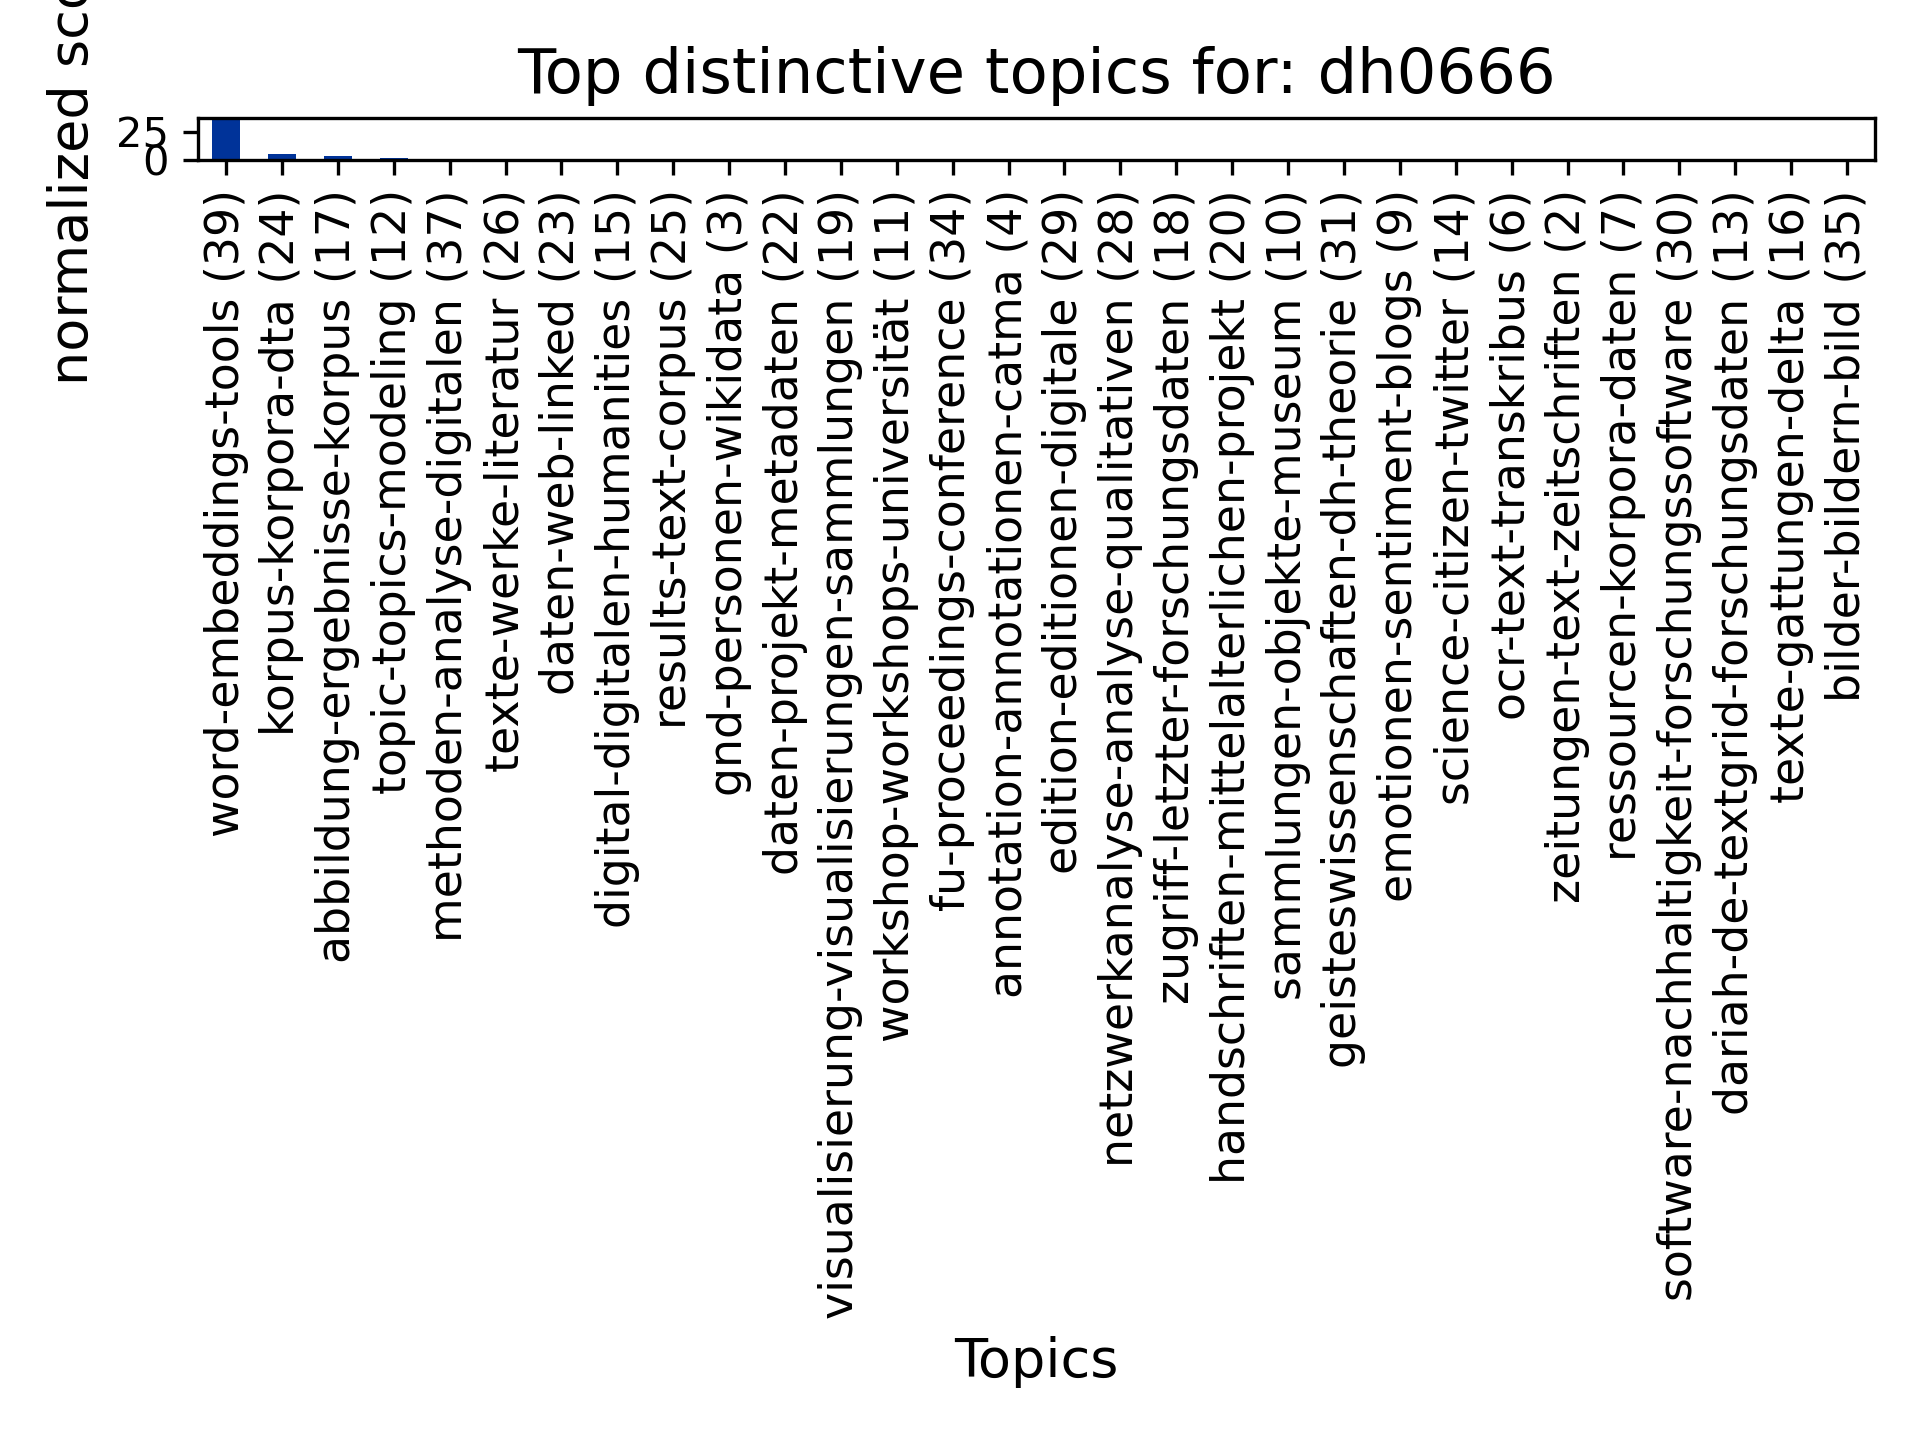 Top distinctive topics for: dh0666
normalized sco
25
0
word-embeddings-tools (39)
korpus-korpora-dta (24)
abbildung-ergebnisse-korpus (17)
topic-topics-modeling (12)
methoden-analyse-digitalen (37)
texte-werke-literatur (26)
daten-web-linked (23)
digital-digitalen-humanities (15)
results-text-corpus (25)
gnd-personen-wikidata (3)
daten-projekt-metadaten (22)
visualisierung-visualisierungen-sammlungen (19)
workshop-workshops-universität (11)
fu-proceedings-conference (34)
annotation-annotationen-catma (4)
edition-editionen-digitale (29)
netzwerkanalyse-analyse-qualitativen (28)
zugriff-letzter-forschungsdaten (18)
handschriften-mittelalterlichen-projekt (20)
sammlungen-objekte-museum (10)
geisteswissenschaften-dh-theorie (31)
emotionen-sentiment-blogs (9)
science-citizen-twitter (14)
ocr-text-transkribus (6)
zeitungen-text-zeitschriften (2)
ressourcen-korpora-daten (7)
software-nachhaltigkeit-forschungssoftware (30)
dariah-de-textgrid-forschungsdaten (13)
texte-gattungen-delta (16)
bilder-bildern-bild (35)
Topics